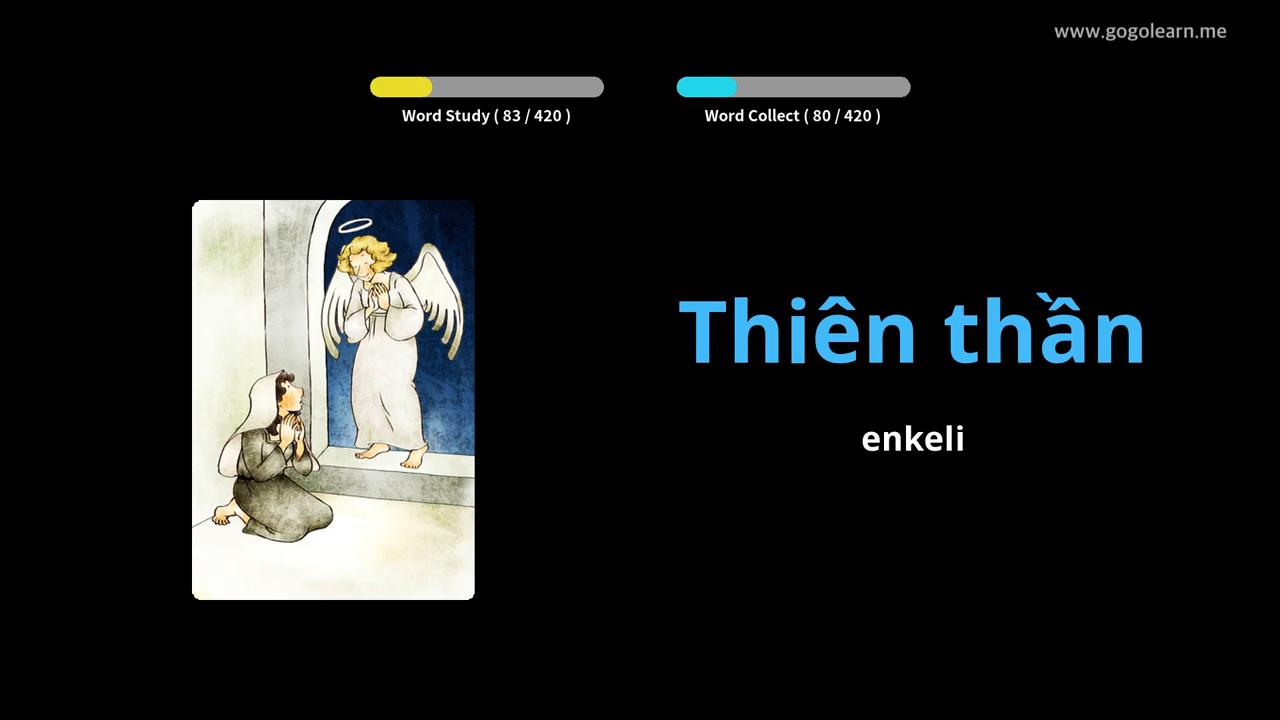 www.gogolearn.me
Word Study ( 83 / 420 )
Word Collect ( 80 / 420 )
Thiên thần
enkeli